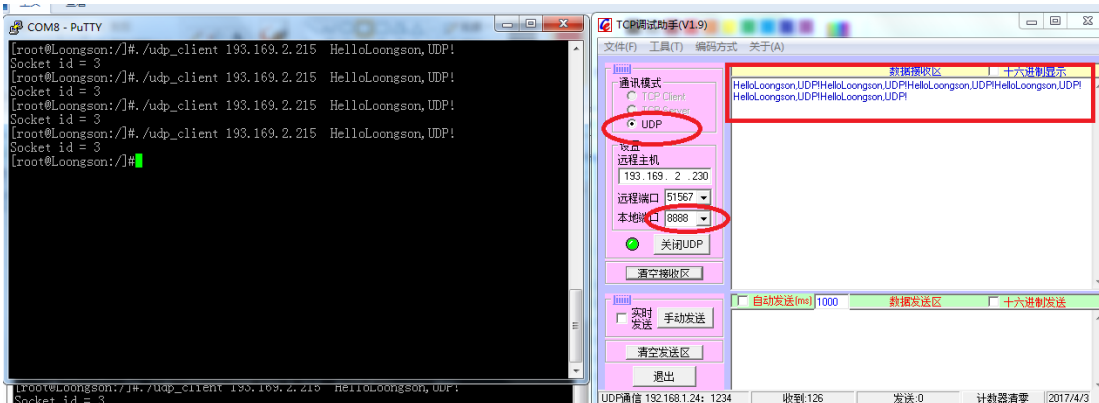 COM8 - PuTTY
[root@Loongson:/]#./udp_client 193.169.2.215  HelloLoongson,UDP!
Socket id = 3
[root@Loongson:/]#./udp_client 193.169.2.215  HelloLoongson,UDP!
Socket id = 3
[root@Loongson:/]#./udp_client 193.169.2.215  HelloLoongson,UDP!
Socket id = 3
[root@Loongson:/]#./udp_client 193.169.2.215  HelloLoongson,UDP!
Socket id = 3
[root@Loongson:/]#
[root@Loongson:/]#./udp_client 193.169.2.215  HelloLoongson,UDP!
Socket id = 3
TCP调试助手(V1.9)
文件(F) 工具(T) 编码方式 关于(A)
通讯模式
TCP Client
TCP Server
UDP
设置
远程主机
193.169. 2 .230
远程端口 51567
本地端口 8888
关闭UDP
清空接收区
数据接收区 十六进制显示
HelloLoongson,UDP!HelloLoongson,UDP!HelloLoongson,UDP!HelloLoongson,UDP!
HelloLoongson,UDP!HelloLoongson,UDP!
自动发送(ms) 1000 数据发送区 十六进制发送
实时发送 手动发送
清空发送区
退出
UDP通信 192.168.1.24: 1234 收到:126 发送:0 计数器清零 2017/4/3